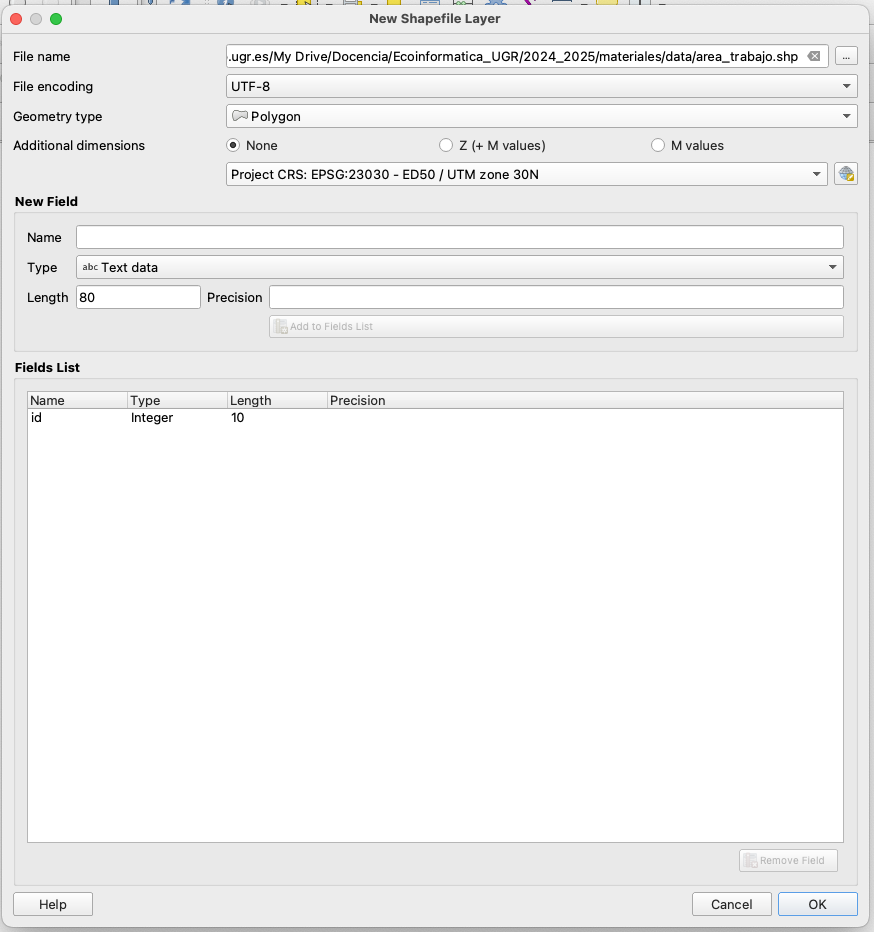 New Shapefile Layer
File name .ugr.es/My Drive/Docencia/Ecoinformatica_UGR/2024_2025/materiales/data/area_trabajo.shp ...
File encoding UTF-8
Geometry type Polygon
Additional dimensions None Z (+ M values) M values
Project CRS: EPSG:23030 - ED50 / UTM zone 30N
New Field
Name
Type abc Text data
Length 80 Precision
Add to Fields List
Fields List
Name Type Length Precision
id Integer 10
Remove Field
Help Cancel OK